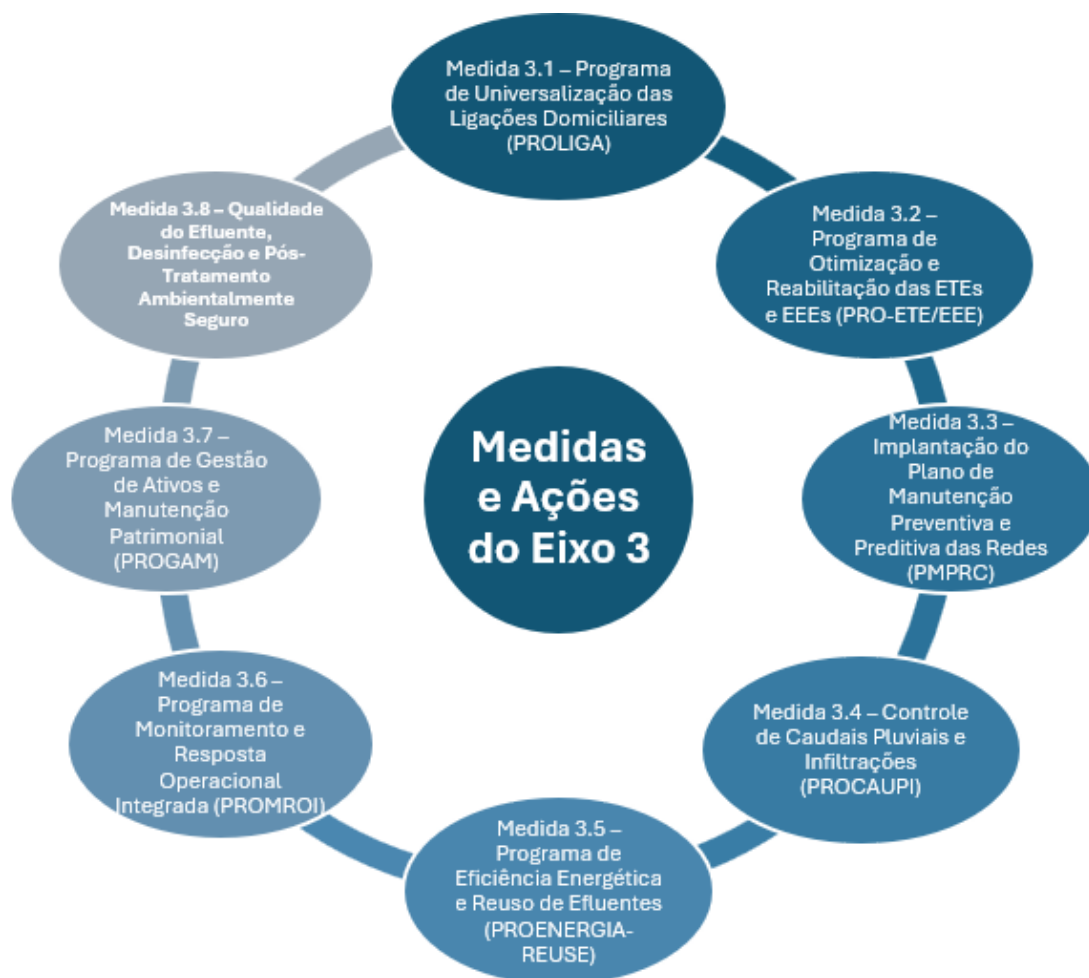 Medida 3.1 – Programa
de Universalização das
Ligações Domiciliares
(PROLIGA)
Medida 3.2 –
Programa de
Otimização e
Reabilitação das ETEs
e EEEs (PRO-ETE/EEE)
Medida 3.3 –
Implantação do
Plano de
Manutenção
Preventiva e
Preditiva das Redes
(PMPRC)
Medida 3.4 – Controle
de Caudais Pluviais e
Infiltrações
(PROCAUPI)
Medida 3.5 –
Programa de
Eficiência Energética
e Reuso de Efluentes
(PROENERGIA-
REUSE)
Medida 3.6 –
Programa de
Monitoramento e
Resposta
Operacional
Integrada (PROMROI)
Medida 3.7 –
Programa de Gestão
de Ativos e
Manutenção
Patrimonial
(PROGAM)
Medida 3.8 – Qualidade
do Efluente,
Desinfecção e Pós-
Tratamento
Ambientalmente
Seguro
Medidas
e Ações
do Eixo 3